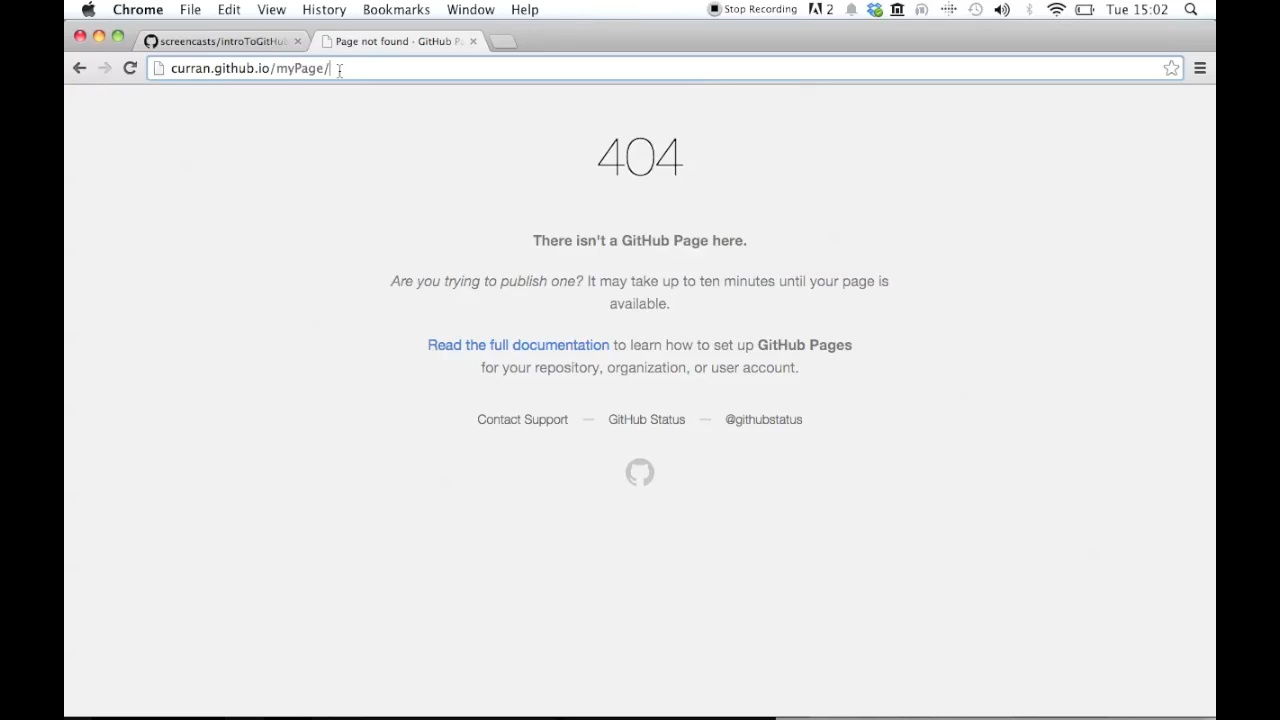 Chrome File Edit View History Bookmarks Window Help Stop Recording 2 Tue 15:02
screencasts/introToGitHub Page not found · GitHub P
curran.github.io/myPage/
404
There isn't a GitHub Page here.
Are you trying to publish one? It may take up to ten minutes until your page is
available.
Read the full documentation to learn how to set up GitHub Pages
for your repository, organization, or user account.
Contact Support — GitHub Status — @githubstatus